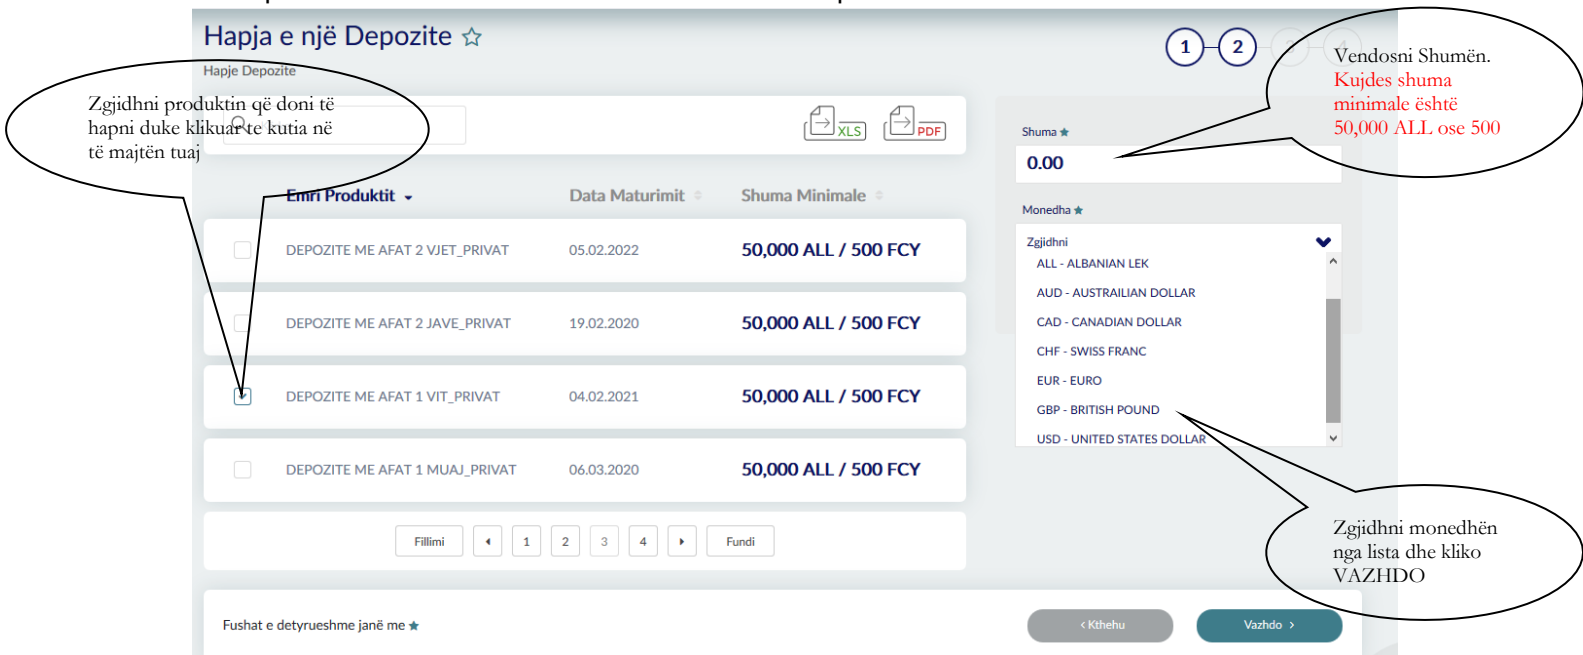 Hapja e një Depozite
1 2 3 4
Hapje Depozite
Zgjidhni produktin që doni të
hapni duke klikuar te kutia në
të majtën tuaj
XLS PDF
Vendosni Shumën.
Kujdes shuma
minimale është
50,000 ALL ose 500
Shuma
0.00
Emri Produktit Data Maturimit Shuma Minimale
DEPOZITE ME AFAT 2 VJET_PRIVAT 05.02.2022 50,000 ALL / 500 FCY
DEPOZITE ME AFAT 2 JAVE_PRIVAT 19.02.2020 50,000 ALL / 500 FCY
DEPOZITE ME AFAT 1 VIT_PRIVAT 04.02.2021 50,000 ALL / 500 FCY
DEPOZITE ME AFAT 1 MUAJ_PRIVAT 06.03.2020 50,000 ALL / 500 FCY
Monedha
Zgjidhni
ALL - ALBANIAN LEK
AUD - AUSTRAILIAN DOLLAR
CAD - CANADIAN DOLLAR
CHF - SWISS FRANC
EUR - EURO
GBP - BRITISH POUND
USD - UNITED STATES DOLLAR
Zgjidhni monedhën
nga lista dhe kliko
VAZHDO
Fillimi 1 2 3 4 Fundi
Fushat e detyrueshme janë me
Kthehu Vazhdo